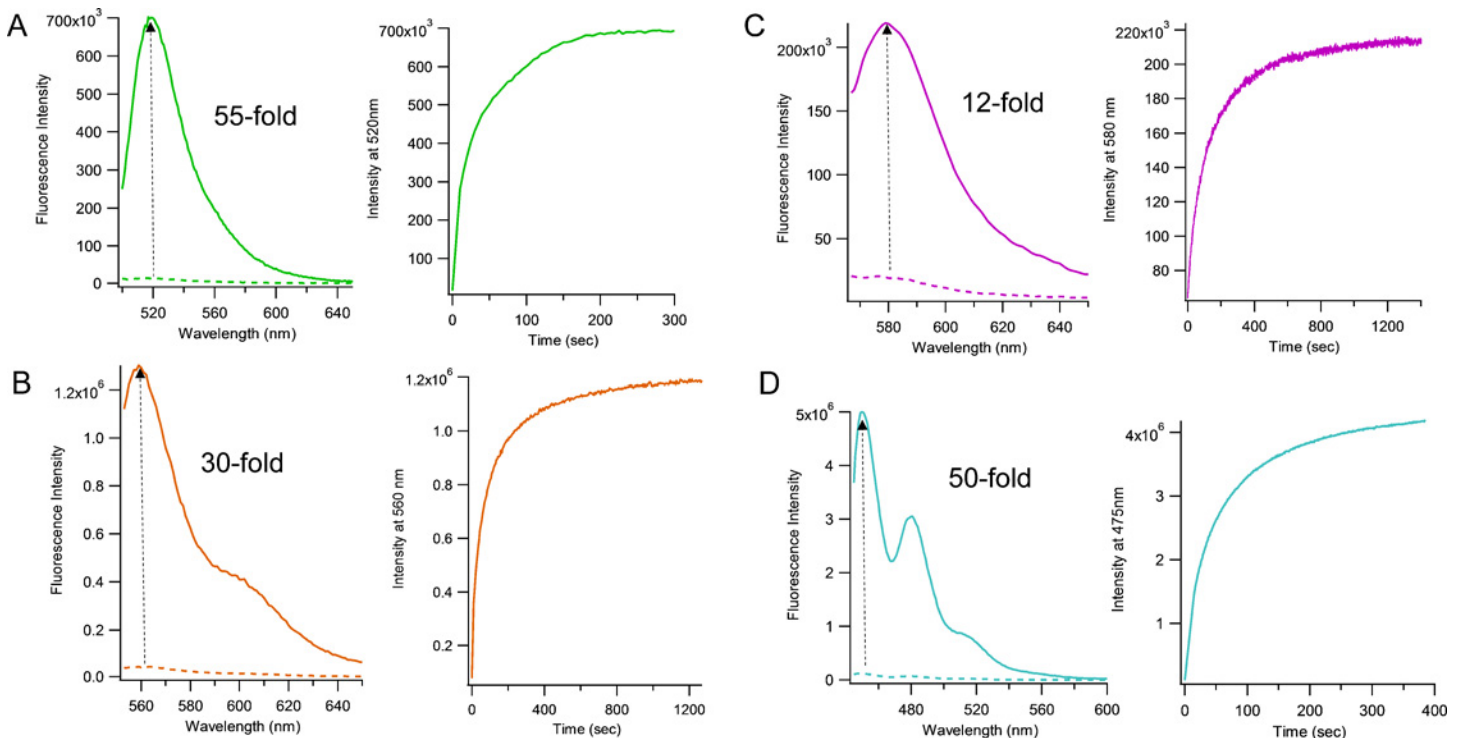 A
700x10³
600
500
400
300
200
100
0
Fluorescence Intensity
55-fold
520
560
600
640
Wavelength (nm)
700x10³
600
500
400
300
200
100
Intensity at 520nm
0
100
200
300
Time (sec)
B
1.2x10⁶
1.0
0.8
0.6
0.4
0.2
0.0
Fluorescence Intensity
30-fold
560
580
600
620
640
Wavelength (nm)
1.2x10⁶
1.0
0.8
0.6
0.4
0.2
Intensity at 560 nm
0
400
800
1200
Time (sec)
C
200x10³
150
100
50
Fluorescence Intensity
12-fold
580
600
620
640
Wavelength (nm)
220x10³
200
180
160
140
120
100
80
Intensity at 580 nm
0
400
800
1200
Time (sec)
D
5x10⁶
4
3
2
1
0
Fluorescence Intensity
50-fold
480
520
560
600
Wavelength (nm)
4x10⁶
3
2
1
Intensity at 475nm
0
100
200
300
400
Time (sec)